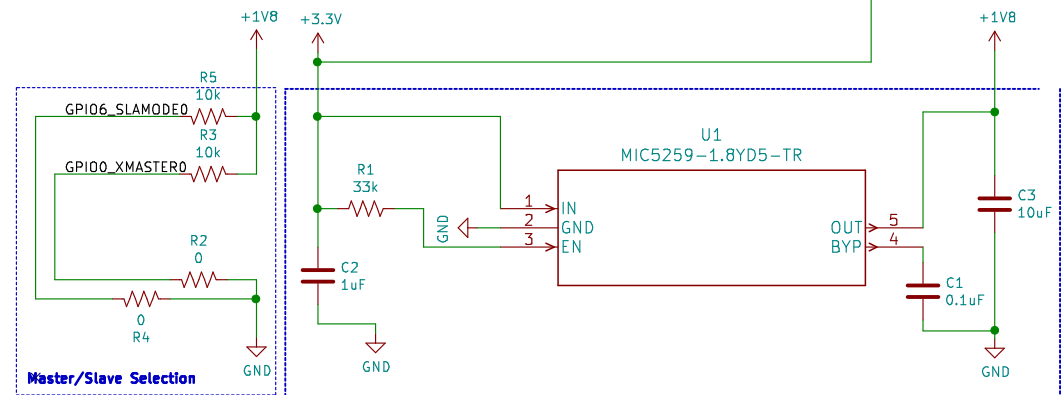 +1V8
+3.3V
+1V8
R5
10k
GPIO6_SLAMODE0
R3
10k
GPIO0_XMASTER0
R2
0
0
R4
GND
Master/Slave Selection
R1
33k
GND
C2
1uF
GND
U1
MIC5259-1.8YD5-TR
1
IN
2
GND
3
EN
OUT
5
BYP
4
C3
10uF
C1
0.1uF
GND